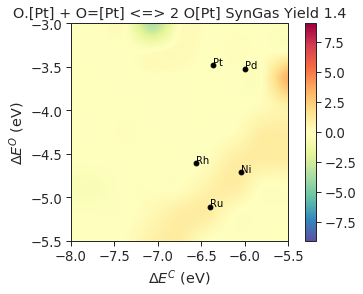 O.[Pt] + O=[Pt] <=> 2 O[Pt] SynGas Yield 1.4
−3.0
−3.5
−4.0
−4.5
−5.0
−5.5
ΔE^O (eV)
Pt
Pd
Rh
Ni
Ru
−8.0 −7.5 −7.0 −6.5 −6.0 −5.5
ΔE^C (eV)
7.5
5.0
2.5
0.0
−2.5
−5.0
−7.5